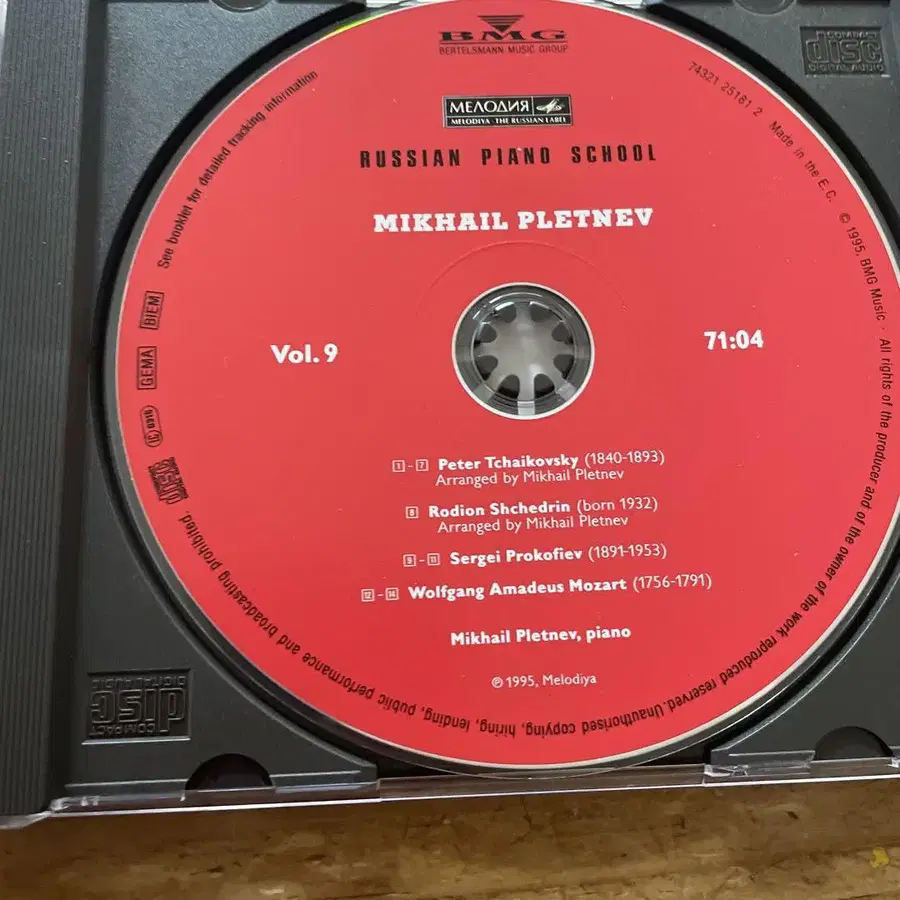 BMG
BERTELSMANN MUSIC GROUP
МЕЛОДИЯ
MELODIYA · THE RUSSIAN LABEL
RUSSIAN PIANO SCHOOL
MIKHAIL PLETNEV
Vol. 9
71:04
1 - 7 Peter Tchaikovsky (1840-1893)
Arranged by Mikhail Pletnev
8 Rodion Shchedrin (born 1932)
Arranged by Mikhail Pletnev
9 - 11 Sergei Prokofiev (1891-1953)
12 - 14 Wolfgang Amadeus Mozart (1756-1791)
Mikhail Pletnev, piano
℗ 1995, Melodiya
See booklet for detailed tracking information
74321 25181 2 Made in the E.C. © 1995, BMG Music · All rights of the producer and of the owner of the work reproduced reserved. Unauthorised copying, hiring, lending, public performance and broadcasting prohibited.
BIEM
GEMA
COMPACT
disc
DIGITAL AUDIO
COMPACT
disc
DIGITAL AUDIO